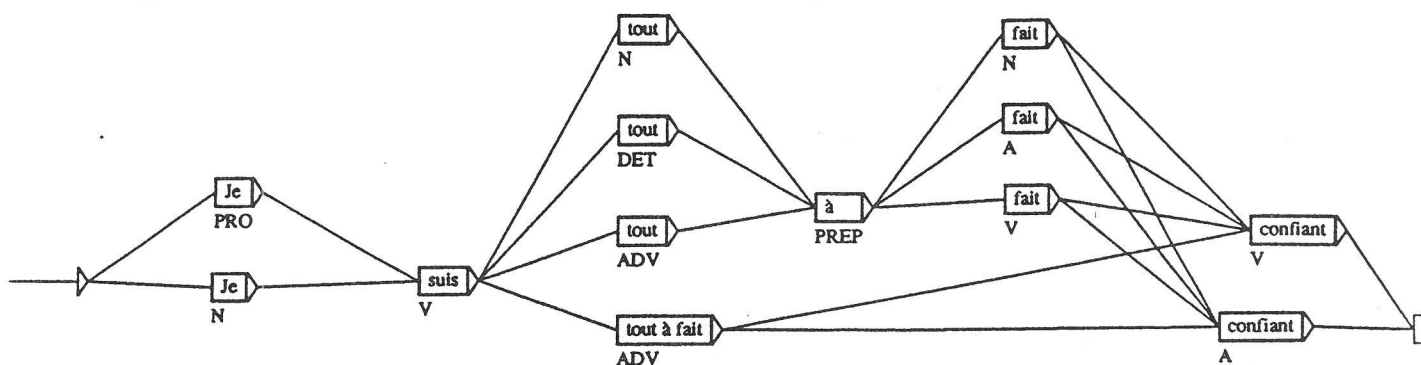 tout
N
fait
N
tout
DET
fait
A
Je
PRO
à
PREP
fait
V
tout
ADV
confiant
V
Je
N
suis
V
tout à fait
ADV
confiant
A